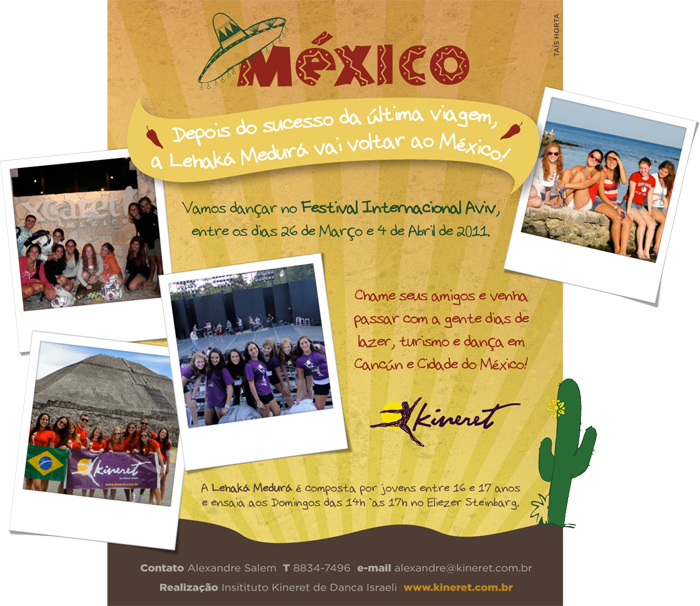 TAÍS HORTA
MÉXICO
Depois do sucesso da última viagem,
a Lehaká Medurá vai voltar ao México!
Vamos dançar no Festival Internacional Aviv,
entre os dias 26 de Março e 4 de Abril de 2011.
xcaret
Chame seus amigos e venha
passar com a gente dias de
lazer, turismo e dança em
Cancún e Cidade do México!
Kineret
Kineret
A Lehaká Medurá é composta por jovens entre 16 e 17 anos
e ensaia aos Domingos das 14h `as 17h no Eliezer Steinbarg.
Contato Alexandre Salem T 8834-7496 e-mail alexandre@kineret.com.br
Realização Insitituto Kineret de Danca Israeli www.kineret.com.br